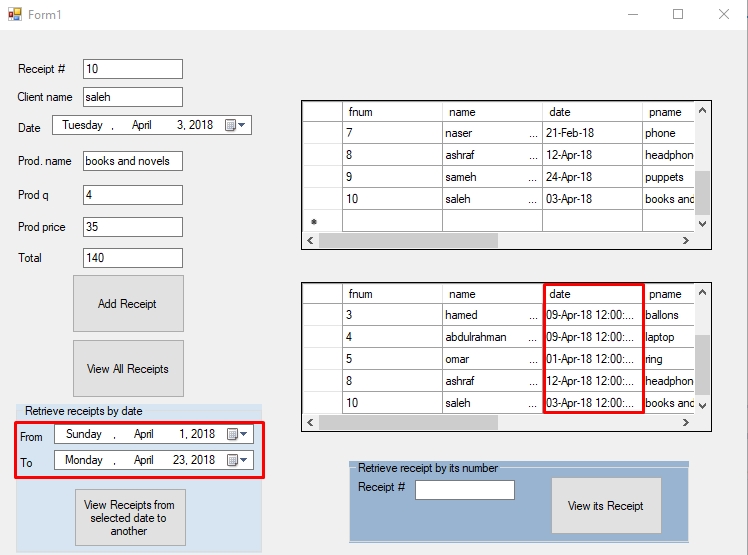 Form1
Receipt # 10
Client name saleh
Date Tuesday , April 3, 2018
Prod. name books and novels
Prod q 4
Prod price 35
Total 140
Add Receipt
View All Receipts
Retrieve receipts by date
From Sunday , April 1, 2018
To Monday , April 23, 2018
View Receipts from
selected date to
another
fnum name date pname
7 naser ... 21-Feb-18 phone
8 ashraf ... 12-Apr-18 headphon
9 sameh ... 24-Apr-18 puppets
10 saleh ... 03-Apr-18 books and
*
fnum name date pname
3 hamed ... 09-Apr-18 12:00:... ballons
4 abdulrahman ... 09-Apr-18 12:00:... laptop
5 omar ... 01-Apr-18 12:00:... ring
8 ashraf ... 12-Apr-18 12:00:... headphon
10 saleh ... 03-Apr-18 12:00:... books and
Retrieve receipt by its number
Receipt #
View its Receipt